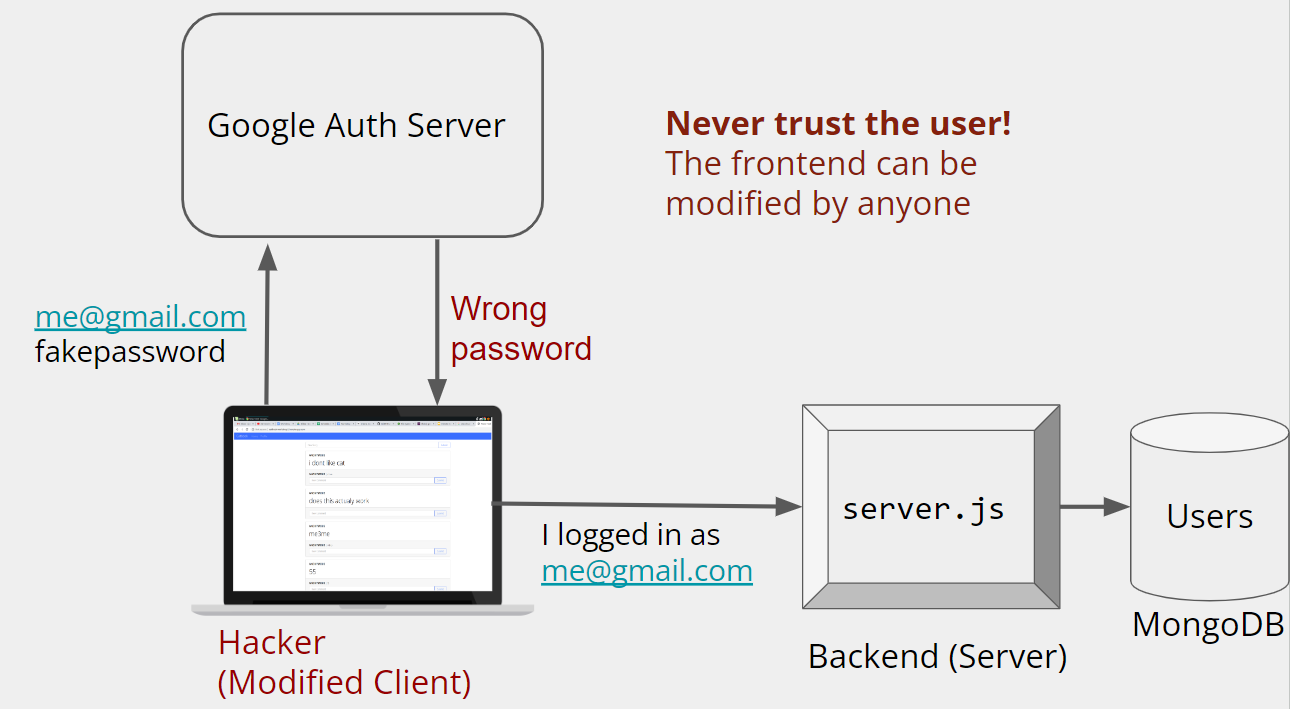 Google Auth Server
Never trust the user!
The frontend can be
modified by anyone
me@gmail.com
fakepassword
Wrong
password
i dont like cat
does this actualy work
me3me
55
I logged in as
me@gmail.com
server.js
Users
Hacker
(Modified Client)
Backend (Server)
MongoDB